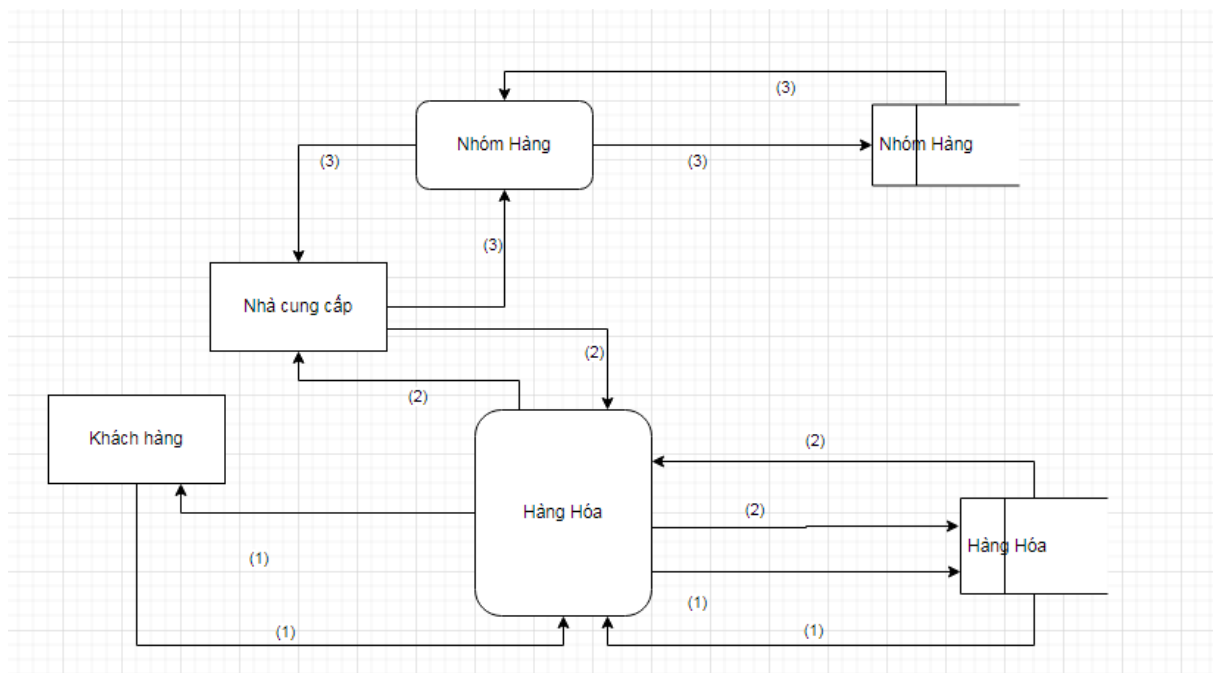 (3)
Nhóm Hàng
Nhóm Hàng
(3)
(3)
(3)
Nhà cung cấp
(2)
(2)
Khách hàng
(2)
(2)
Hàng Hóa
Hàng Hóa
(1)
(1)
(1)
(1)